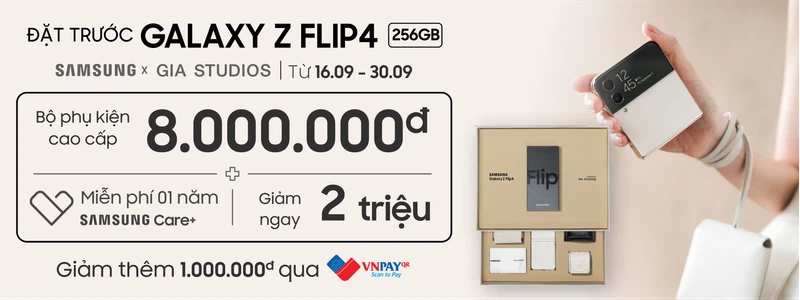 ĐẶT TRƯỚC GALAXY Z FLIP4 256GB
SAMSUNG x GIA STUDIOS | Từ 16.09 - 30.09
Bộ phụ kiện
cao cấp
8.000.000đ
Miễn phí 01 năm
SAMSUNG Care+
Giảm
ngay
2 triệu
Giảm thêm 1.000.000đ qua VNPAYQR
Scan to Pay
12
45
SAMSUNG
Galaxy Z Flip4
Flip